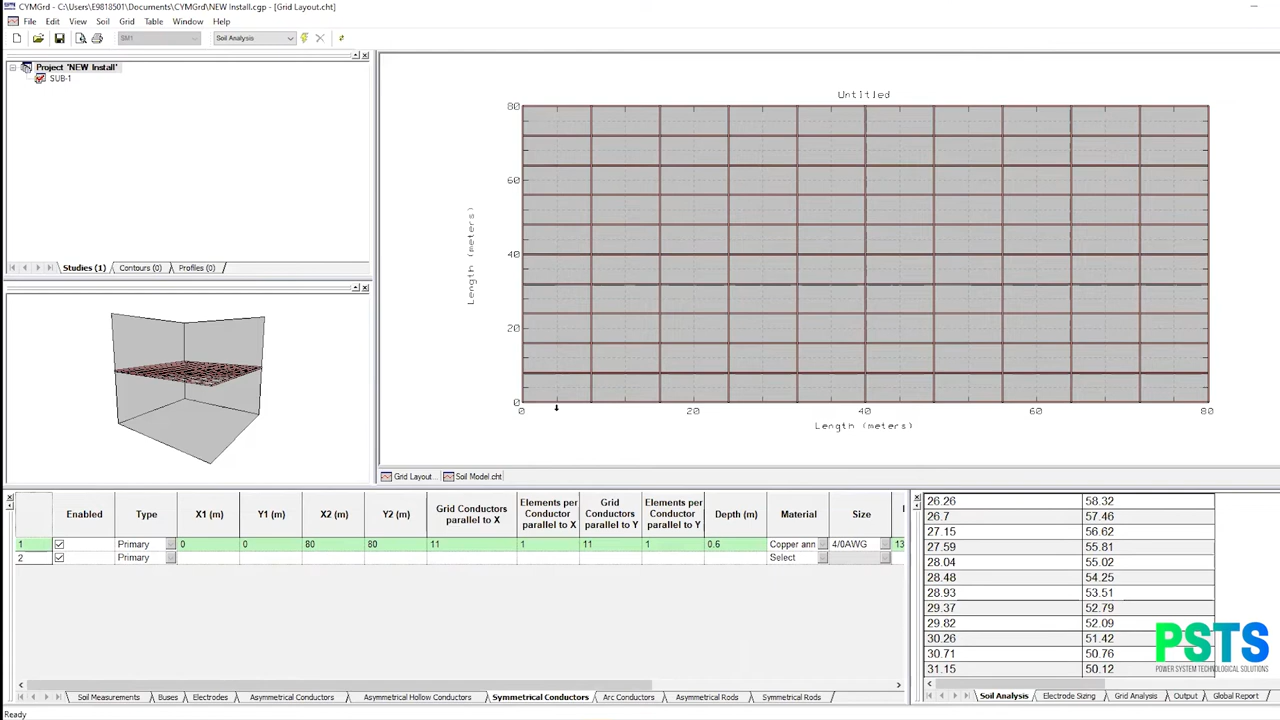 CYMGrd - C:\Users\E9818501\Documents\CYMGrd\NEW Install.cgp - [Grid Layout.cht]
File Edit View Soil Grid Table Window Help
SM1 Soil Analysis
Project 'NEW Install'
SUB-1
Studies (1) Contours (0) Profiles (0)
Untitled
80
60
40
20
0
Length (meters)
0 20 40 60 80
Length (meters)
Grid Layout... Soil Model.cht
Enabled Type X1 (m) Y1 (m) X2 (m) Y2 (m) Grid Conductors parallel to X Elements per Conductor parallel to X Grid Conductors parallel to Y Elements per Conductor parallel to Y Depth (m) Material Size
1 Primary 0 0 80 80 11 1 11 1 0.6 Copper ann 4/0AWG 13
2 Primary Select
Soil Measurements Buses Electrodes Asymmetrical Conductors Asymmetrical Hollow Conductors Symmetrical Conductors Arc Conductors Asymmetrical Rods Symmetrical Rods
26.26 58.32
26.7 57.46
27.15 56.62
27.59 55.81
28.04 55.02
28.48 54.25
28.93 53.51
29.37 52.79
29.82 52.09
30.26 51.42
30.71 50.76
31.15 50.12
Soil Analysis Electrode Sizing Grid Analysis Output Global Report
PSTS
POWER SYSTEM TECHNOLOGICAL SOLUTIONS
Ready